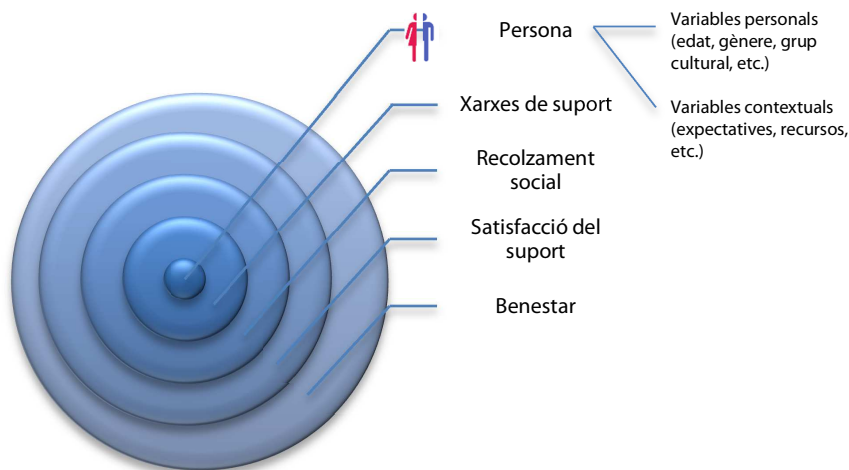 Persona
Variables personals
(edat, gènere, grup
cultural, etc.)
Variables contextuals
(expectatives, recursos,
etc.)
Xarxes de suport
Recolzament
social
Satisfacció del
suport
Benestar